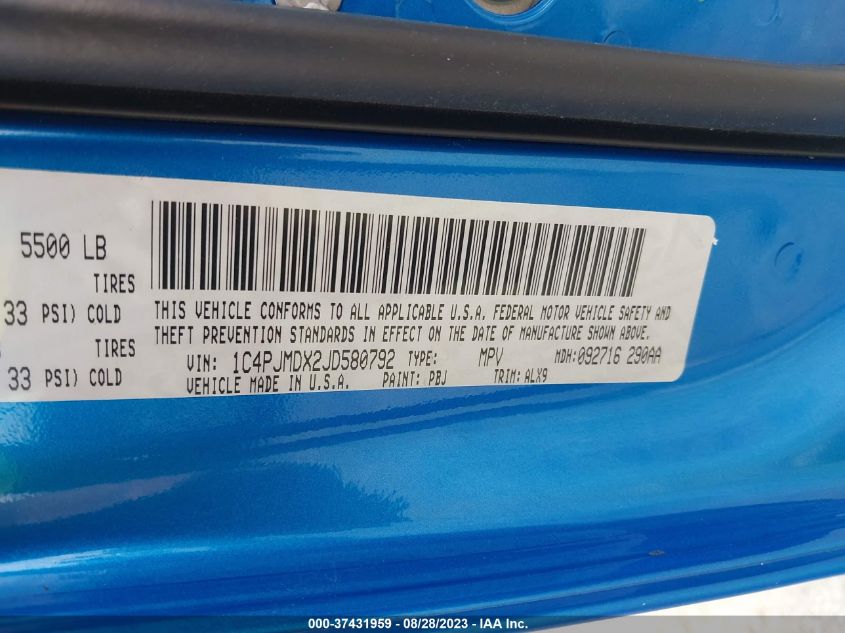 5500 LB
TIRES
33 PSI) COLD
TIRES
33 PSI) COLD
THIS VEHICLE CONFORMS TO ALL APPLICABLE U.S.A. FEDERAL MOTOR VEHICLE SAFETY AND
THEFT PREVENTION STANDARDS IN EFFECT ON THE DATE OF MANUFACTURE SHOWN ABOVE.
VIN: 1C4PJMDX2JD580792 TYPE: MPV MDH:092716 290AA
VEHICLE MADE IN U.S.A. PAINT: PBJ TRIM: ALX9
000-37431959 // 08/28/2023 // IAA Inc.